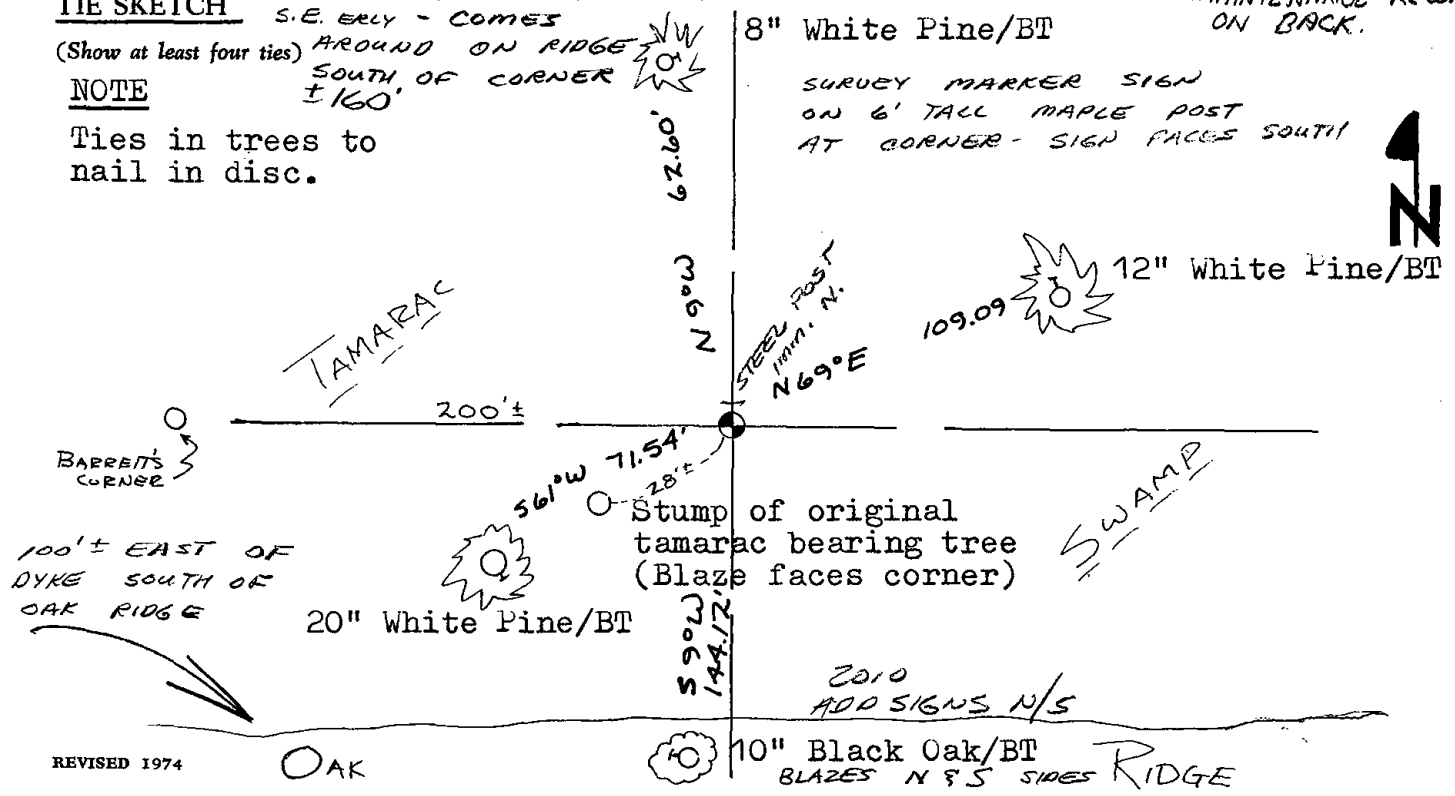 TIE SKETCH
(Show at least four ties)
S.E. ERLY - COMES
AROUND ON RIDGE
SOUTH OF CORNER
±160'
NOTE
Ties in trees to
nail in disc.
8" White Pine/BT
ON BACK.
SURVEY MARKER SIGN
ON 6' TALL MAPLE POST
AT CORNER - SIGN FACES SOUTH
N
N 9°W 62.60'
12" White Pine/BT
109.09
N 69°E
STEEL POST
imm. N.
TAMARAC
200'±
BARRETT'S
CORNER
S 61°W 71.54'
28'±
Stump of original
tamarac bearing tree
(Blaze faces corner)
SWAMP
100'± EAST OF
DYKE SOUTH OF
OAK RIDGE
20" White Pine/BT
S 9°W
144.12'
2010
ADD SIGNS N/S
10" Black Oak/BT
BLAZES N & S SIDES
OAK
RIDGE
REVISED 1974